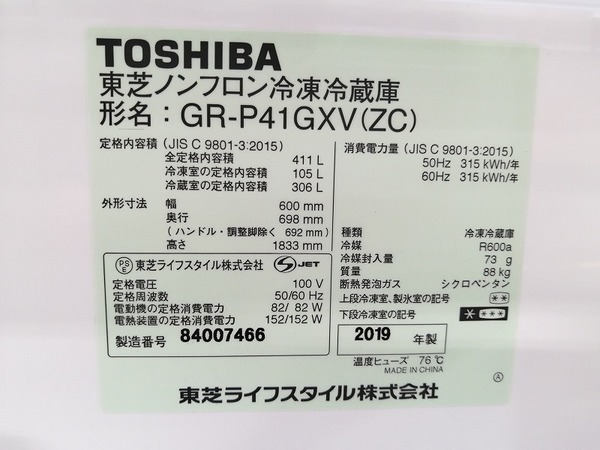 TOSHIBA
東芝ノンフロン冷凍冷蔵庫
形名：GR-P41GXV(ZC)
定格内容積 (JIS C 9801-3:2015)
全定格内容積 411 L
冷凍室の定格内容積 105 L
冷蔵室の定格内容積 306 L
外形寸法 幅 600 mm
奥行 698 mm
(ハンドル・調整脚除く 692 mm)
高さ 1833 mm
消費電力量 (JIS C 9801-3:2015)
50Hz 315 kWh/年
60Hz 315 kWh/年
種類 冷凍冷蔵庫
冷媒 R600a
冷媒封入量 73 g
質量 88 kg
断熱発泡ガス シクロペンタン
上段冷凍室、製氷室の記号 **
下段冷凍室の記号 * ***
PS E 東芝ライフスタイル株式会社 S JET
定格電圧 100 V
定格周波数 50/60 Hz
電動機の定格消費電力 82/ 82 W
電熱装置の定格消費電力 152/152 W
製造番号 84007466
2019 年製
温度ヒューズ 76℃
MADE IN CHINA
A
東芝ライフスタイル株式会社